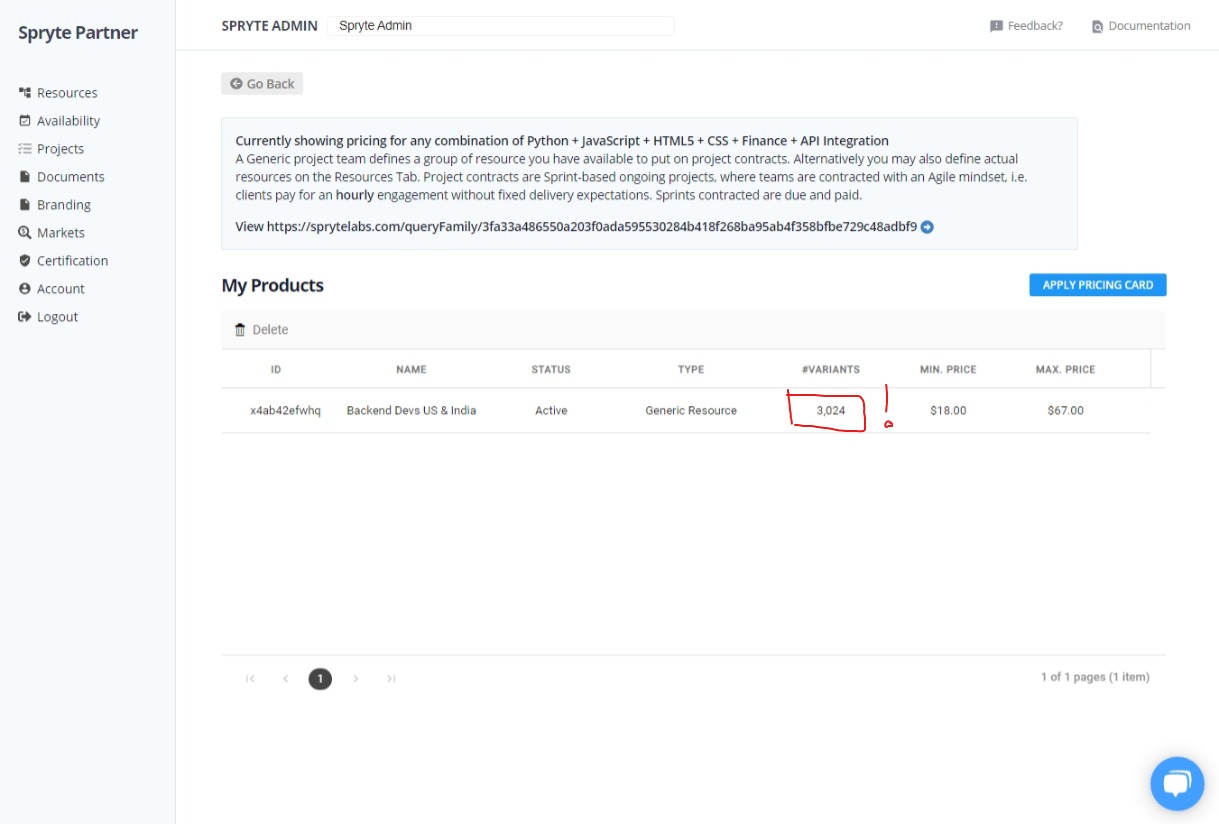 Spryte Partner
SPRYTE ADMIN Spryte Admin Feedback? Documentation
Resources
Availability
Projects
Documents
Branding
Markets
Certification
Account
Logout
Go Back
Currently showing pricing for any combination of Python + JavaScript + HTML5 + CSS + Finance + API Integration
A Generic project team defines a group of resource you have available to put on project contracts. Alternatively you may also define actual
resources on the Resources Tab. Project contracts are Sprint-based ongoing projects, where teams are contracted with an Agile mindset, i.e.
clients pay for an hourly engagement without fixed delivery expectations. Sprints contracted are due and paid.
View https://sprytelabs.com/queryFamily/3fa33a486550a203f0ada595530284b418f268ba95ab4f358bfbe729c48adbf9
My Products APPLY PRICING CARD
Delete
ID NAME STATUS TYPE #VARIANTS MIN. PRICE MAX. PRICE
x4ab42efwhq Backend Devs US & India Active Generic Resource 3,024 ! $18.00 $67.00
1 1 of 1 pages (1 item)